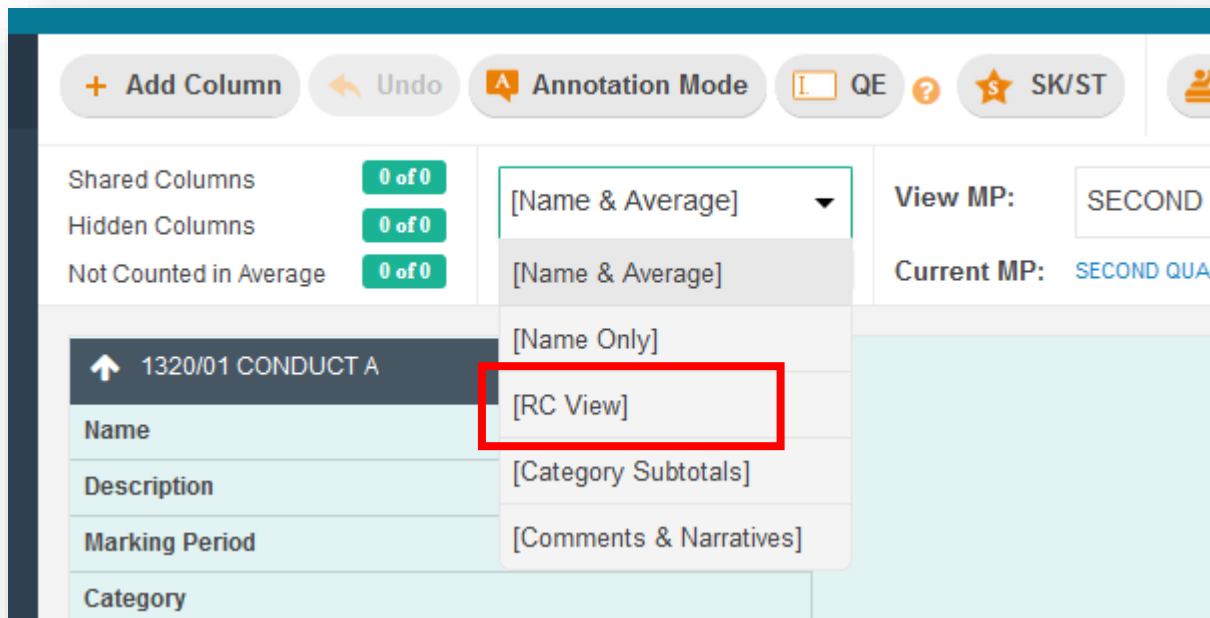 + Add Column Undo A Annotation Mode I. QE ? S SK/ST
Shared Columns 0 of 0
Hidden Columns 0 of 0
Not Counted in Average 0 of 0
[Name & Average]
[Name & Average]
[Name Only]
[RC View]
[Category Subtotals]
[Comments & Narratives]
View MP: SECOND
Current MP: SECOND QUA
1320/01 CONDUCT A
Name
Description
Marking Period
Category